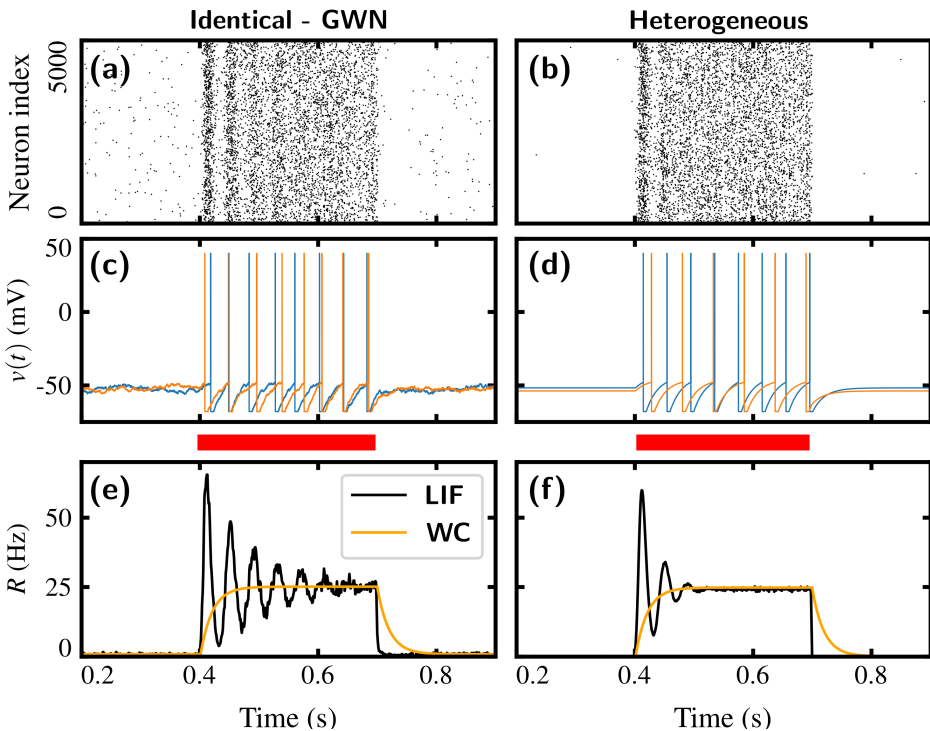 Identical - GWN
Heterogeneous
Neuron index
5000
0
(a)
(b)
v(t) (mV)
50
0
-50
(c)
(d)
R (Hz)
50
25
0
(e)
LIF
WC
(f)
0.2 0.4 0.6 0.8
0.2 0.4 0.6 0.8
Time (s)
Time (s)